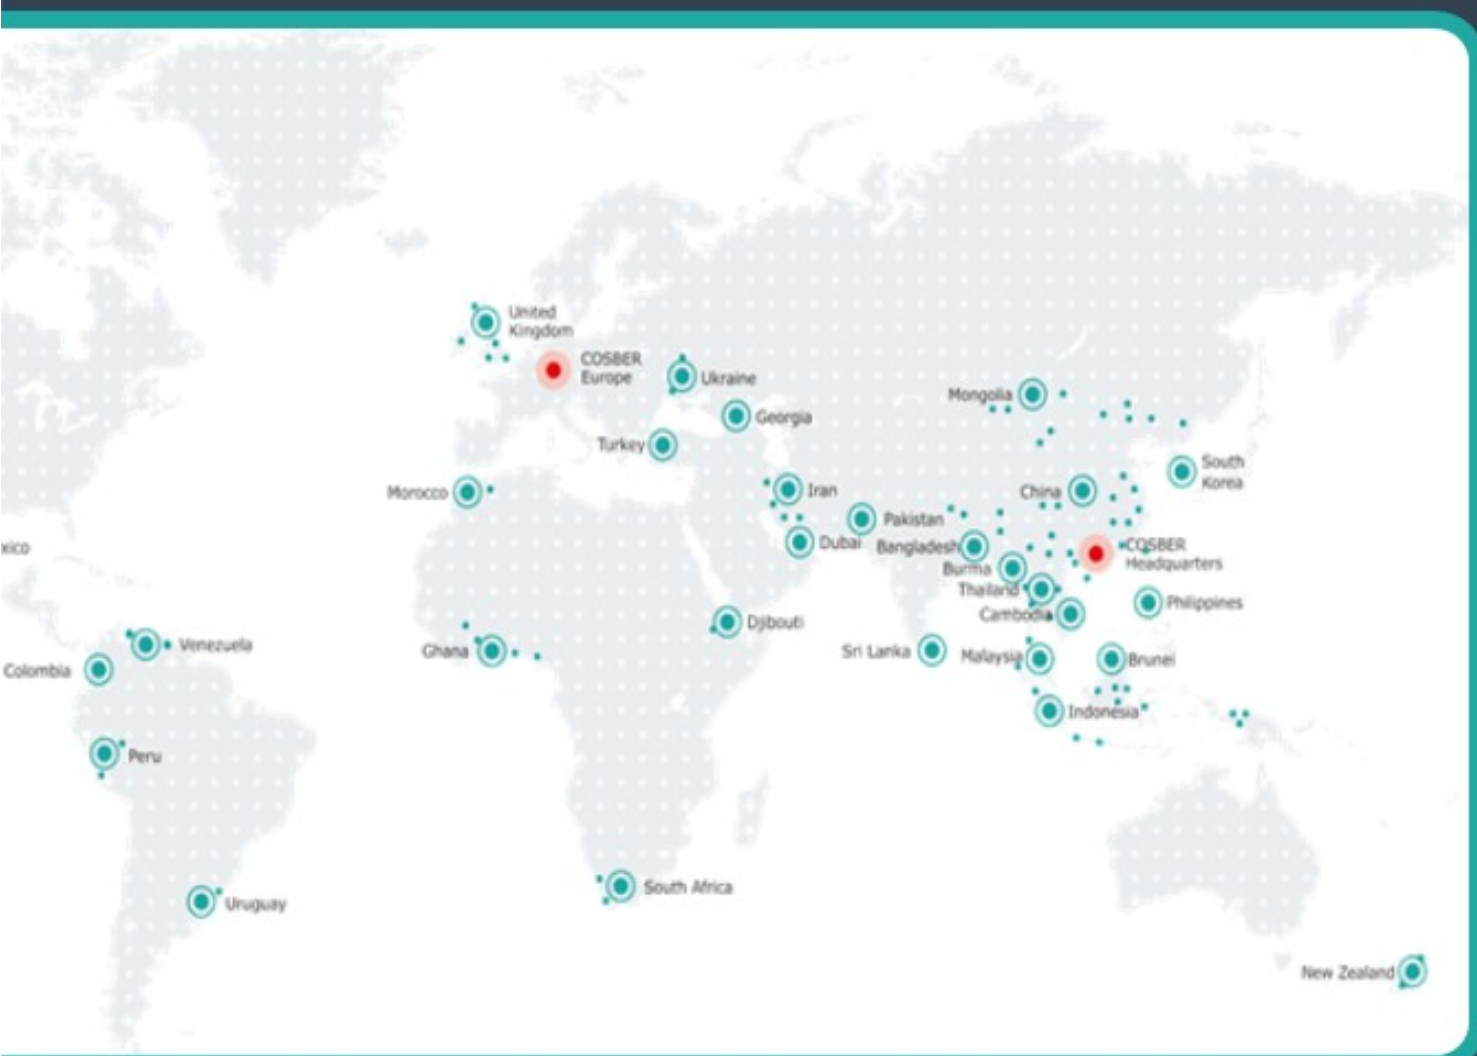 United
Kingdom
COSBER
Europe
Ukraine
Mongolia
Georgia
Turkey
South
Korea
Morocco
Iran
China
Pakistan
Dubai
Bangladesh
COSBER
Headquarters
xico
Burma
Thailand
Philippines
Cambodia
Djibouti
Venezuela
Ghana
Sri Lanka
Malaysia
Brunei
Colombia
Indonesia
Peru
South Africa
Uruguay
New Zealand